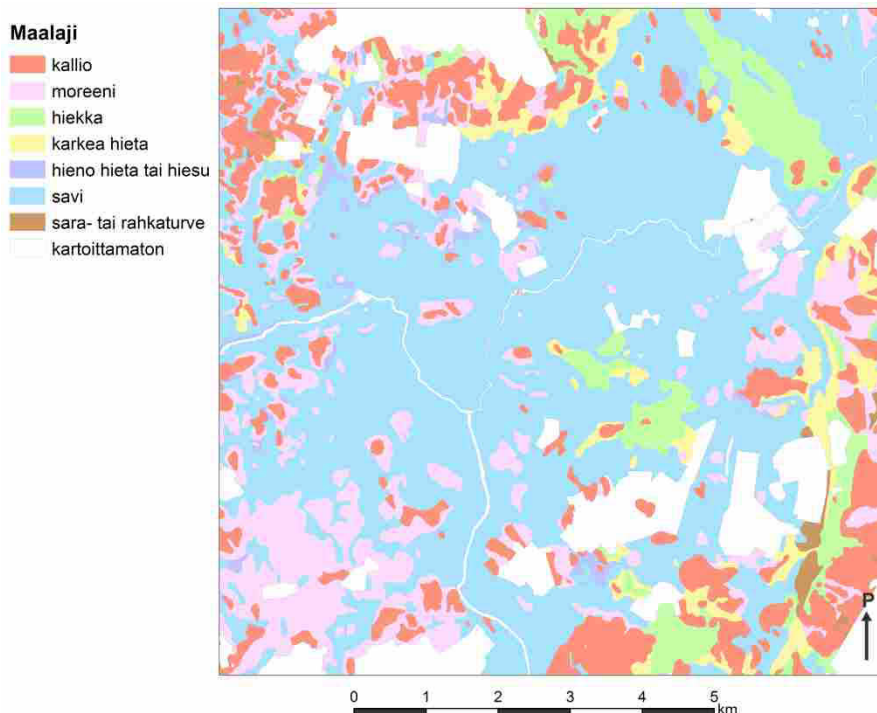 Maalaji
kallio
moreeni
hiekka
karkea hieta
hieno hieta tai hiesu
savi
sara- tai rahkaturve
kartoittamaton
P
0 1 2 3 4 5
km